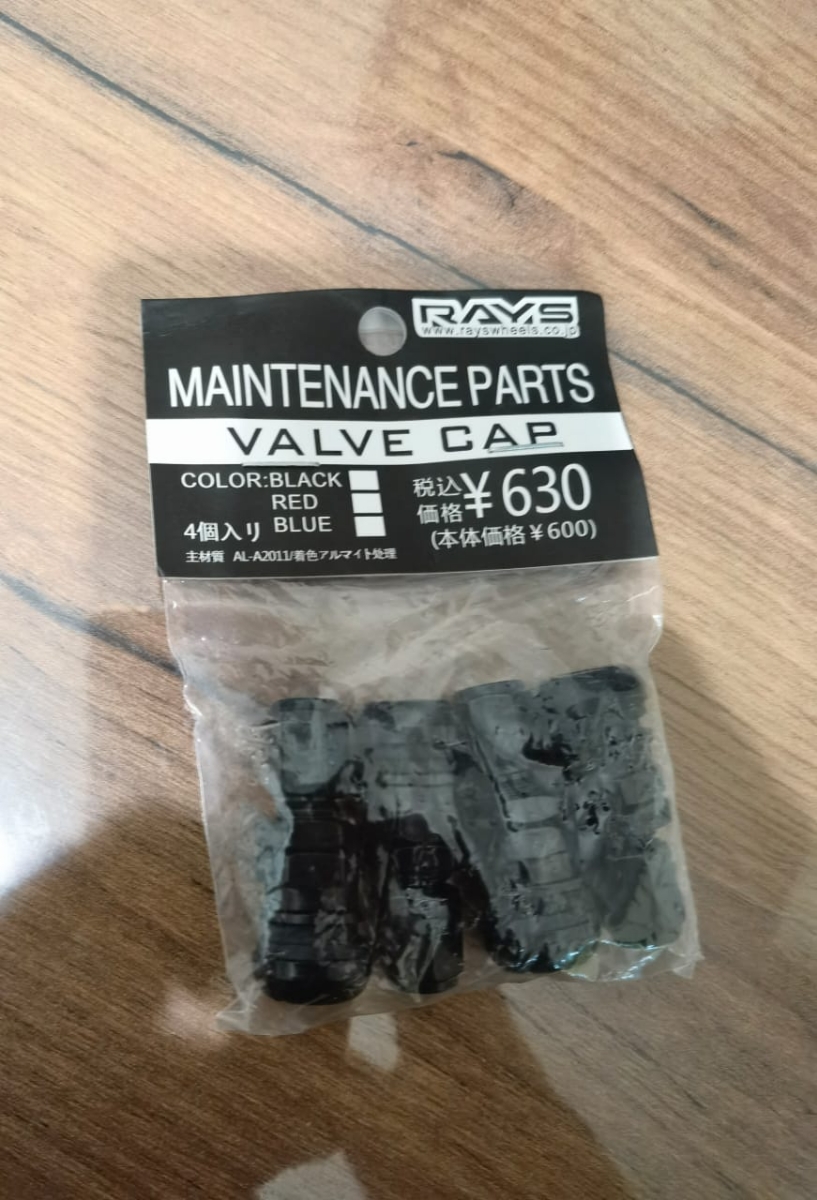 RAYS
www.rayswheels.co.jp
MAINTENANCE PARTS
VALVE CAP
COLOR:BLACK
RED
4個入り BLUE
税込価格 ¥630
(本体価格¥600)
主材質 AL-A2011/着色アルマイト処理